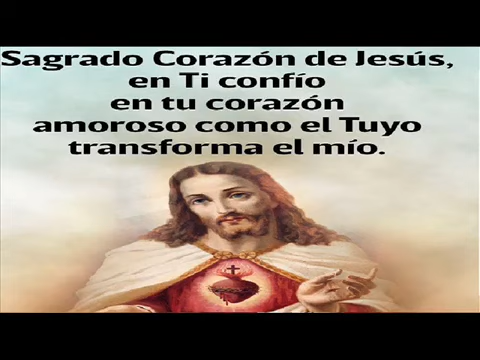 Sagrado Corazón de Jesús,
en Ti confío
en tu corazón
amoroso como el Tuyo
transforma el mío.